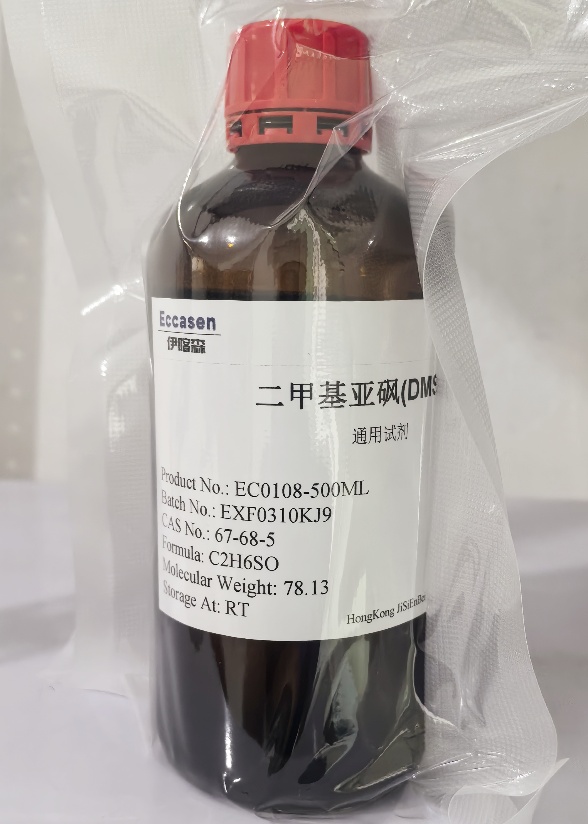 Eccasen
伊喀森
二甲基亚砜(DMS
通用试剂
Product No.: EC0108-500ML
Batch No.: EXF0310KJ9
CAS No.: 67-68-5
Formula: C2H6SO
Molecular Weight: 78.13
Storage At: RT
HongKong JiSiEnBei